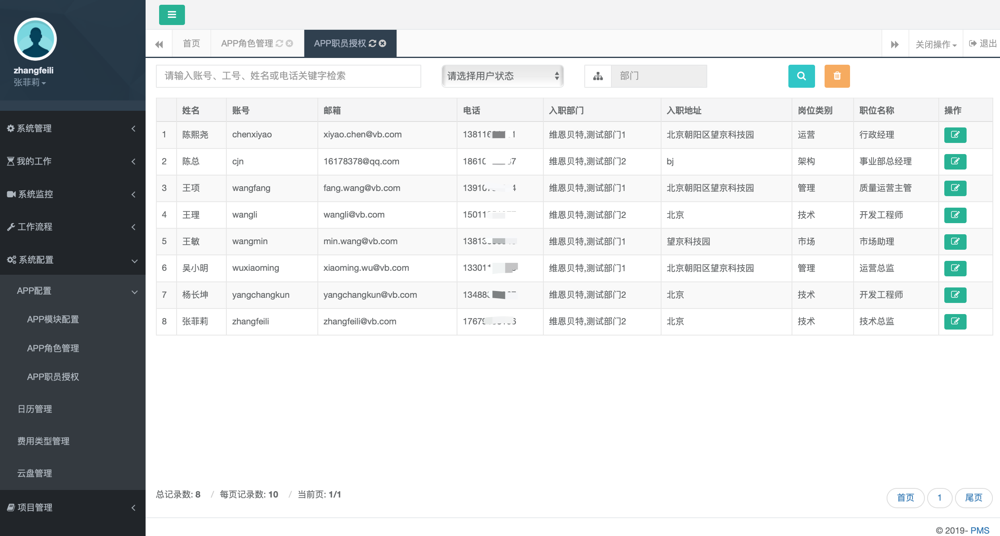 首页
APP角色管理
APP职员授权
关闭操作
退出
zhangfeili
张菲莉
系统管理
我的工作
系统监控
工作流程
系统配置
APP配置
APP模块配置
APP角色管理
APP职员授权
日历管理
费用类型管理
云盘管理
项目管理
请输入账号、工号、姓名或电话关键字检索
请选择用户状态
部门
姓名 账号 邮箱 电话 入职部门 入职地址 岗位类别 职位名称 操作
1 陈熙尧 chenxiyao xiyao.chen@vb.com 维恩贝特,测试部门1 北京朝阳区望京科技园 运营 行政经理
2 陈总 cjn 16178378@qq.com 维恩贝特,测试部门2 bj 架构 事业部总经理
3 王项 wangfang fang.wang@vb.com 维恩贝特,测试部门1 北京朝阳区望京科技园 管理 质量运营主管
4 王理 wangli wangli@vb.com 维恩贝特,测试部门2 北京 技术 开发工程师
5 王敏 wangmin min.wang@vb.com 维恩贝特,测试部门1 望京科技园 市场 市场助理
6 吴小明 wuxiaoming xiaoming.wu@vb.com 维恩贝特,测试部门1 北京朝阳区望京科技园 管理 运营总监
7 杨长坤 yangchangkun yangchangkun@vb.com 维恩贝特,测试部门2 北京 技术 开发工程师
8 张菲莉 zhangfeili zhangfeili@vb.com 维恩贝特,测试部门2 北京 技术 技术总监
总记录数: 8 / 每页记录数: 10 / 当前页: 1/1
首页 1 尾页
© 2019- PMS